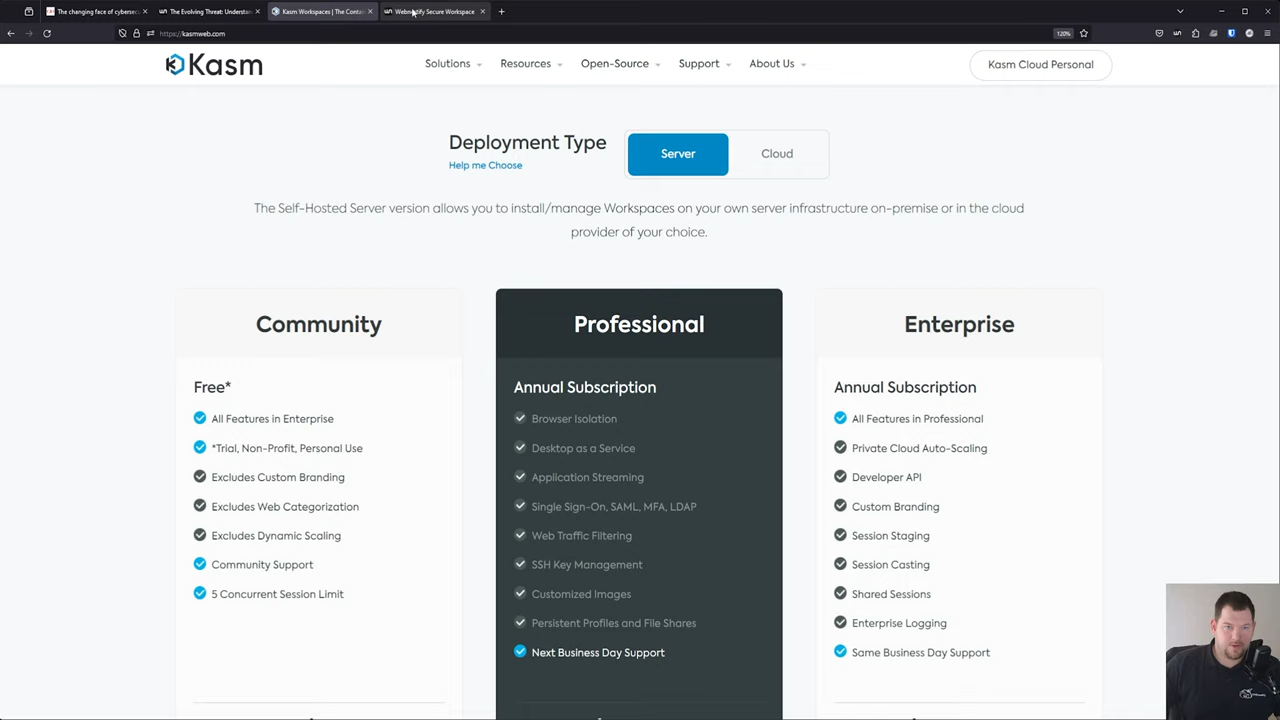 The changing face of cybersec
The Evolving Threat: Understan
Kasm Workspaces | The Contai
Webnestify Secure Workspace
https://kasmweb.com
120%
Kasm
Solutions
Resources
Open-Source
Support
About Us
Kasm Cloud Personal
Deployment Type
Help me Choose
Server
Cloud
The Self-Hosted Server version allows you to install/manage Workspaces on your own server infrastructure on-premise or in the cloud
provider of your choice.
Community
Free*
All Features in Enterprise
*Trial, Non-Profit, Personal Use
Excludes Custom Branding
Excludes Web Categorization
Excludes Dynamic Scaling
Community Support
5 Concurrent Session Limit
Professional
Annual Subscription
Browser Isolation
Desktop as a Service
Application Streaming
Single Sign-On, SAML, MFA, LDAP
Web Traffic Filtering
SSH Key Management
Customized Images
Persistent Profiles and File Shares
Next Business Day Support
Enterprise
Annual Subscription
All Features in Professional
Private Cloud Auto-Scaling
Developer API
Custom Branding
Session Staging
Session Casting
Shared Sessions
Enterprise Logging
Same Business Day Support